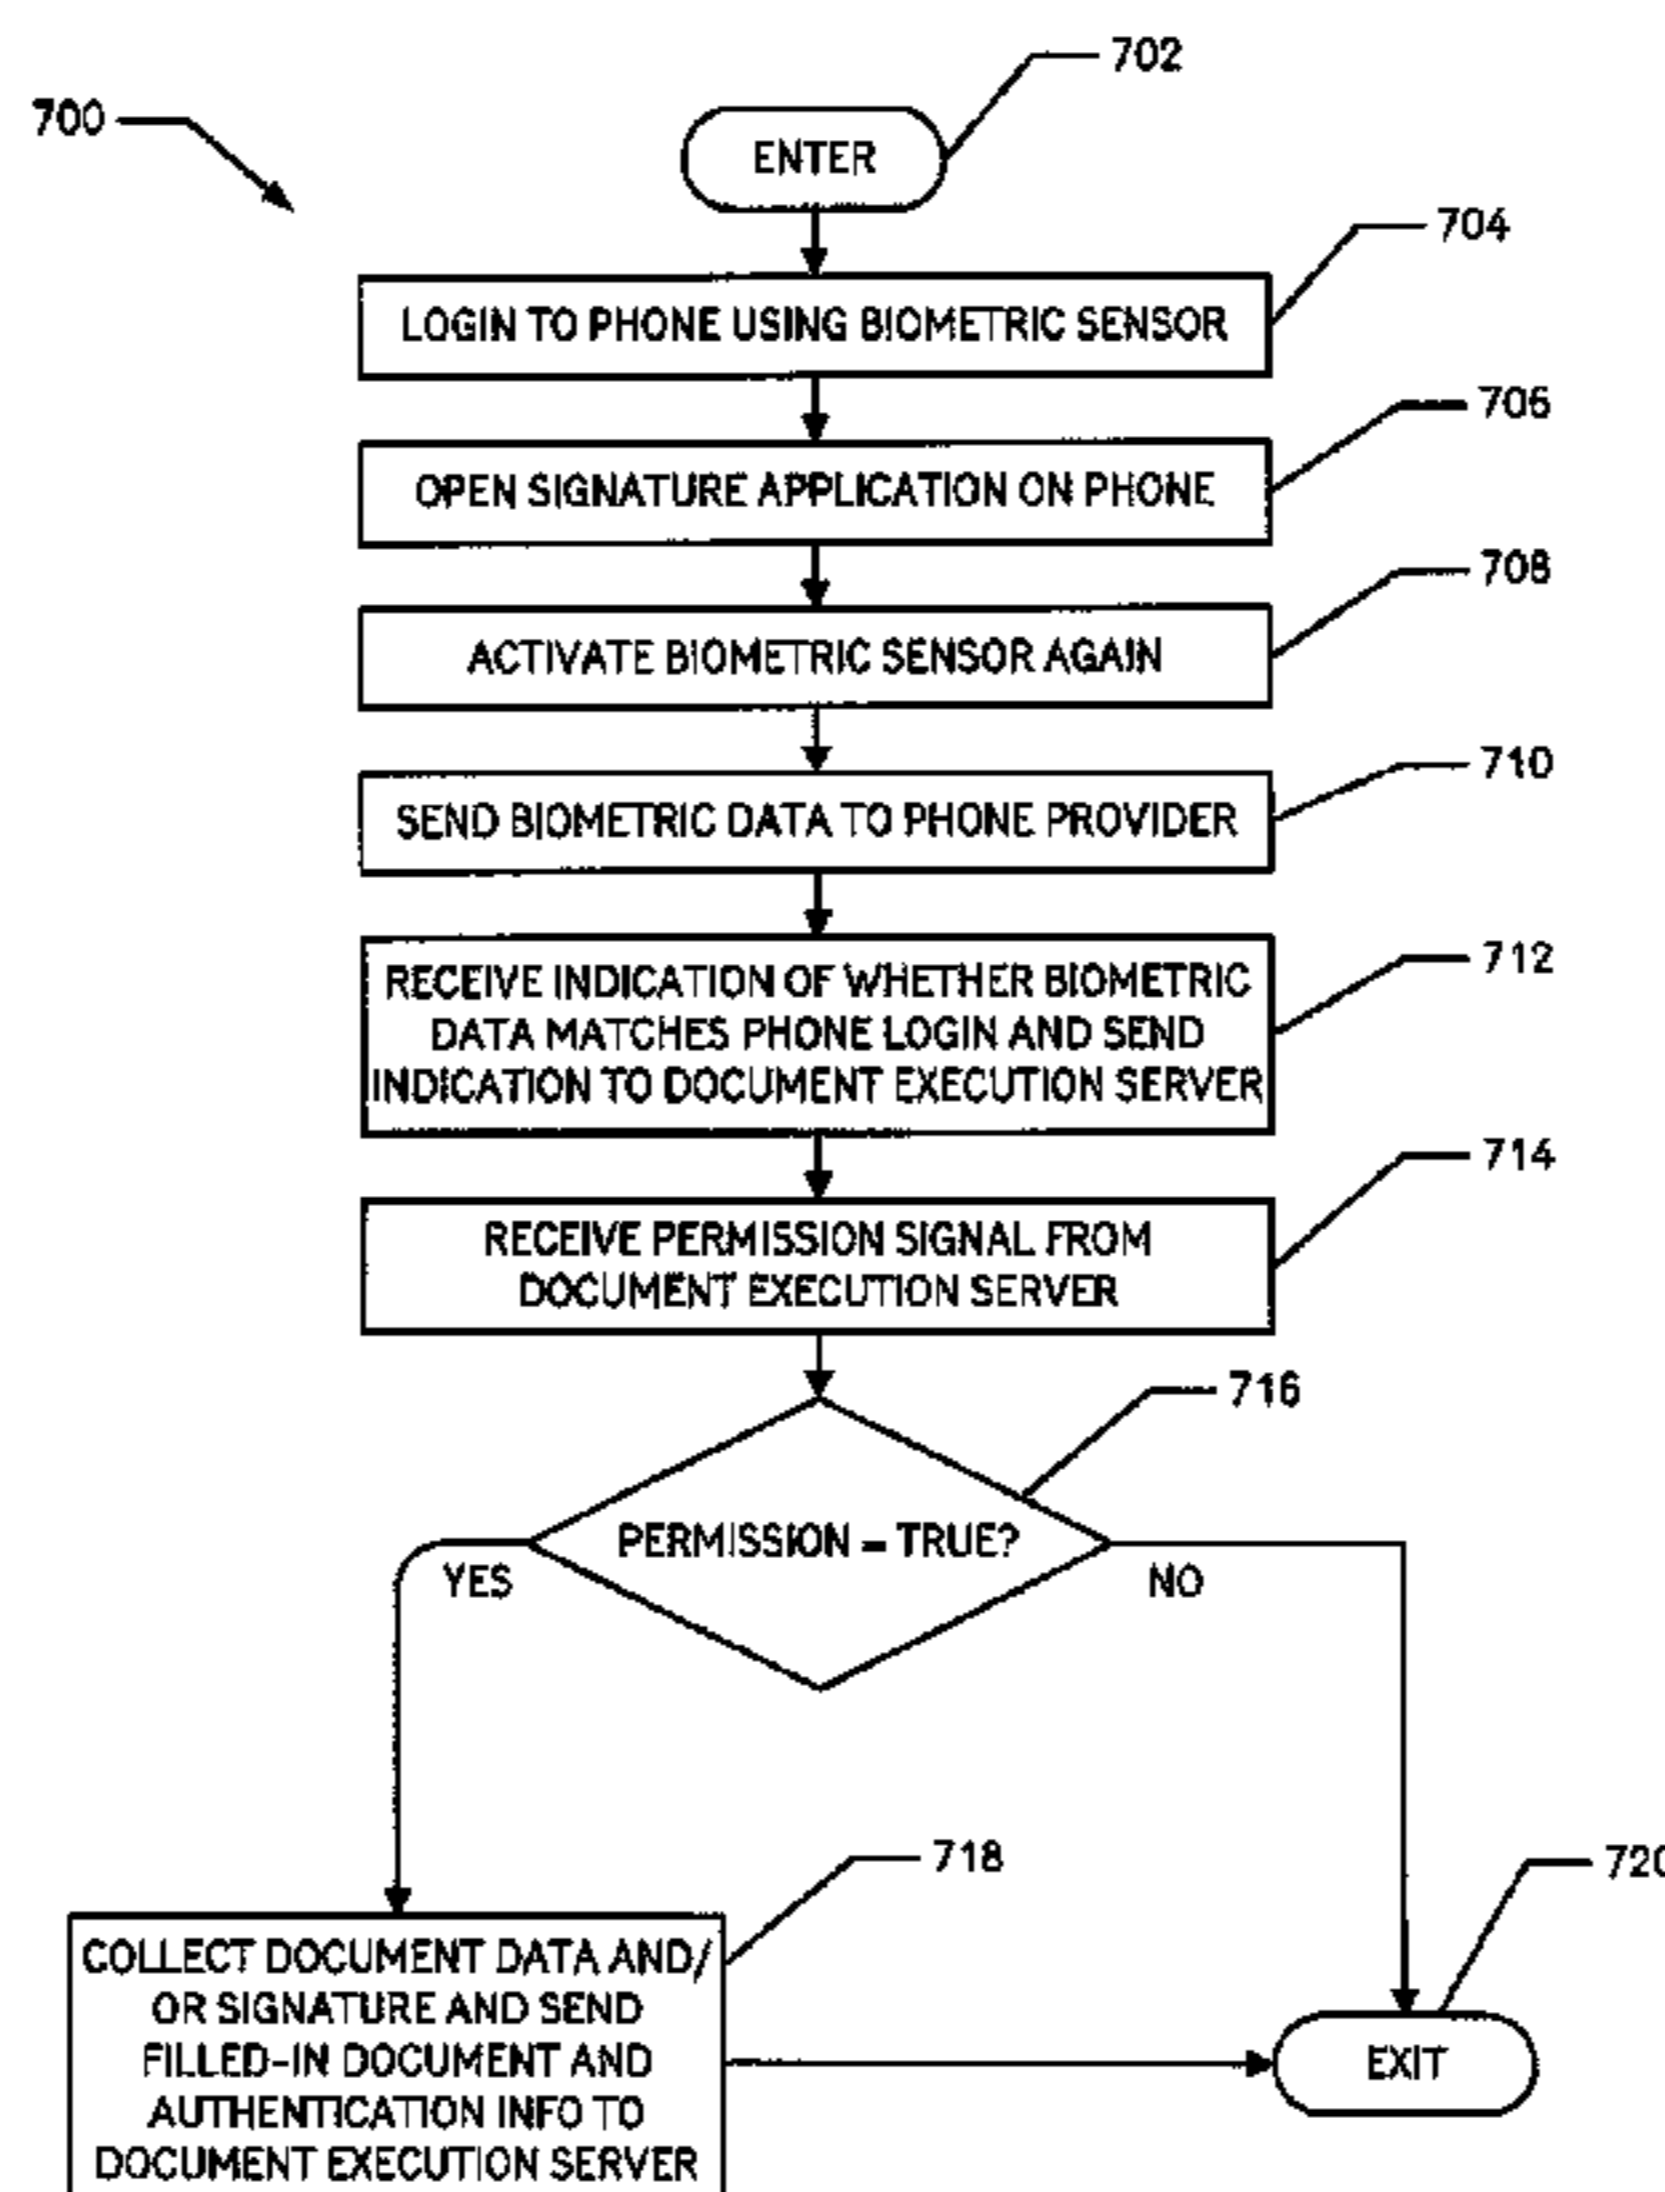 700
702
ENTER
704
LOGIN TO PHONE USING BIOMETRIC SENSOR
706
OPEN SIGNATURE APPLICATION ON PHONE
708
ACTIVATE BIOMETRIC SENSOR AGAIN
710
SEND BIOMETRIC DATA TO PHONE PROVIDER
712
RECEIVE INDICATION OF WHETHER BIOMETRIC
DATA MATCHES PHONE LOGIN AND SEND
INDICATION TO DOCUMENT EXECUTION SERVER
714
RECEIVE PERMISSION SIGNAL FROM
DOCUMENT EXECUTION SERVER
716
PERMISSION = TRUE?
YES
NO
718
COLLECT DOCUMENT DATA AND/
OR SIGNATURE AND SEND
FILLED-IN DOCUMENT AND
AUTHENTICATION INFO TO
DOCUMENT EXECUTION SERVER
720
EXIT